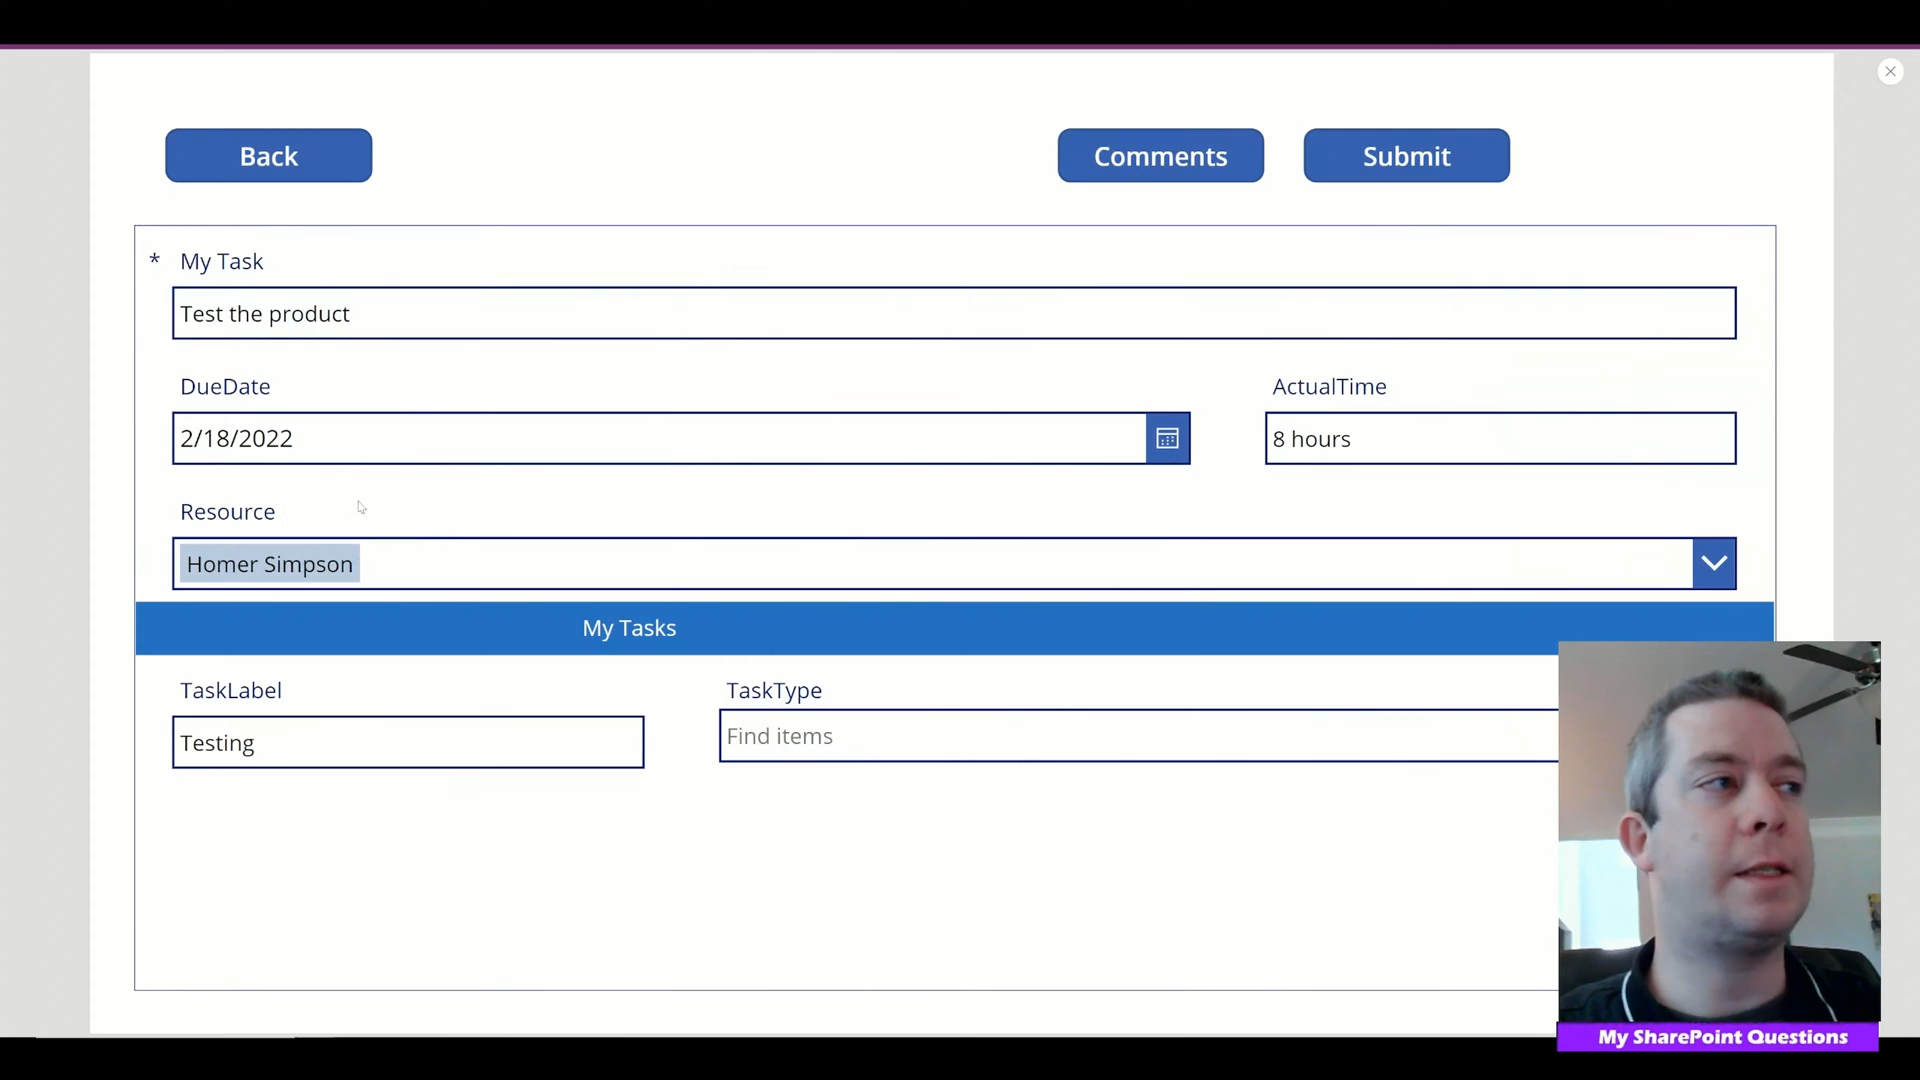 Back
Comments
Submit
* My Task
Test the product
DueDate
ActualTime
2/18/2022
8 hours
Resource
Homer Simpson
My Tasks
TaskLabel
TaskType
Testing
Find items
My SharePoint Questions